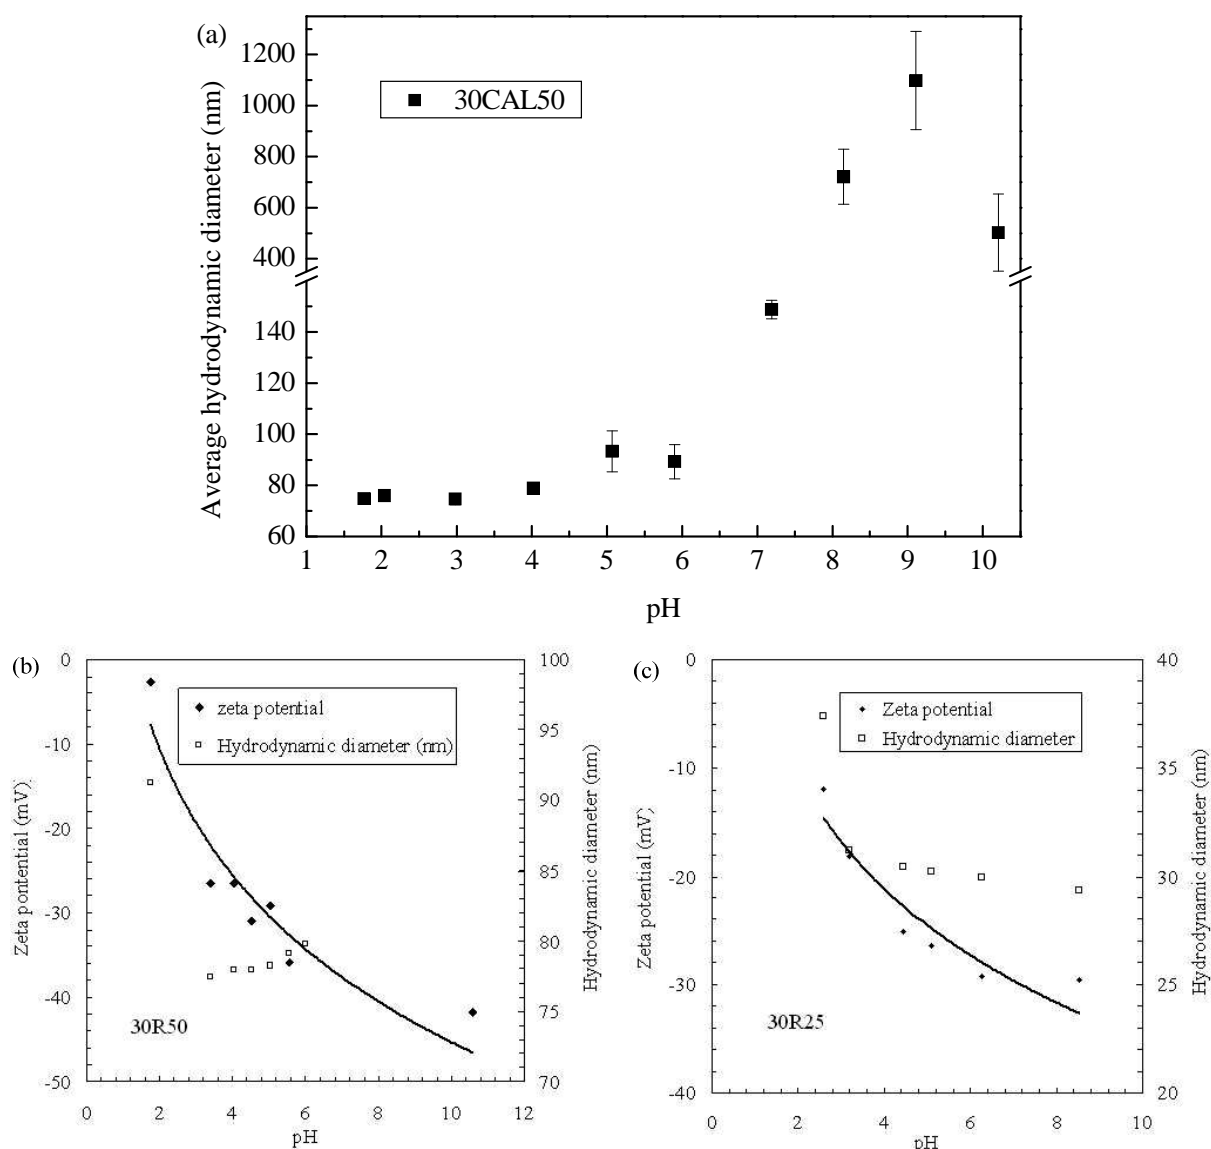 (a)
Average hydrodynamic diameter (nm)
1200
1000
800
600
400
140
120
100
80
60
30CAL50
1 2 3 4 5 6 7 8 9 10
pH
(b)
Zeta pontential (mV)
0
-10
-20
-30
-40
-50
zeta potential
Hydrodynamic diameter (nm)
30R50
100
95
90
85
80
75
70
Hydrodynamic diameter (nm)
0 2 4 6 8 10 12
pH
(c)
Zeta potential (mV)
0
-10
-20
-30
-40
Zeta potential
Hydrodynamic diameter
30R25
40
35
30
25
20
Hydrodynamic diameter (nm)
0 2 4 6 8 10
pH